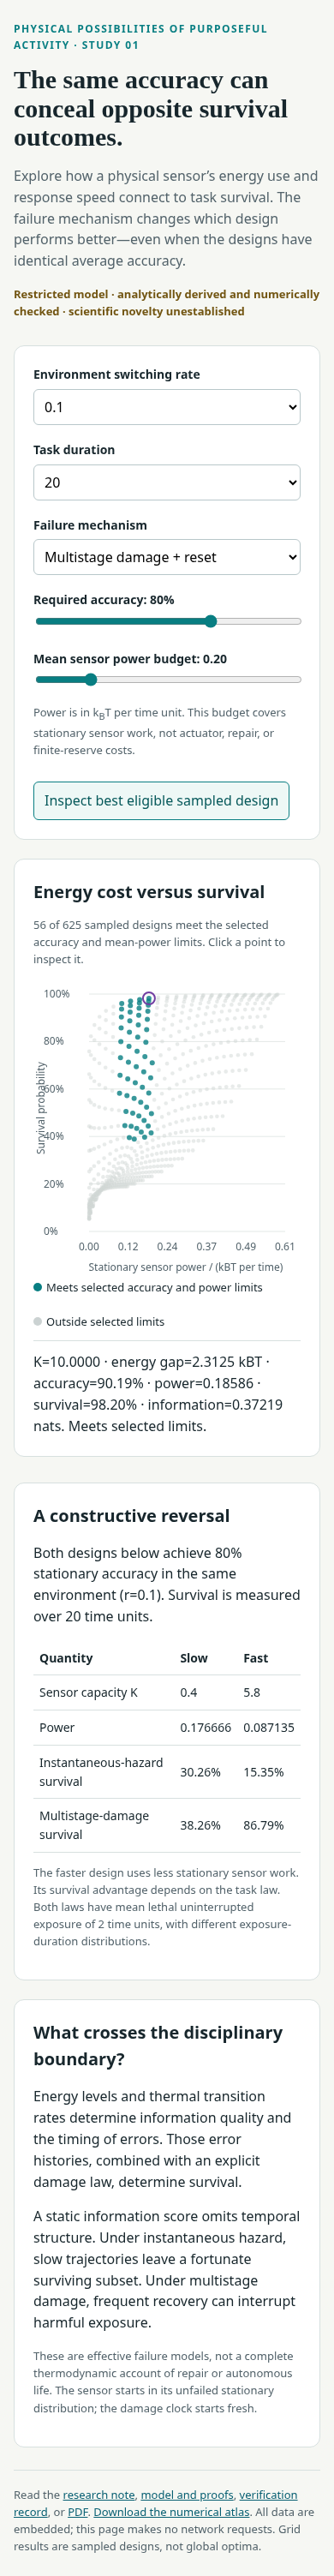 PHYSICAL POSSIBILITIES OF PURPOSEFUL
ACTIVITY · STUDY 01
The same accuracy can
conceal opposite survival
outcomes.
Explore how a physical sensor’s energy use and
response speed connect to task survival. The
failure mechanism changes which design
performs better—even when the designs have
identical average accuracy.
Restricted model · analytically derived and numerically
checked · scientific novelty unestablished
Environment switching rate
0.1
Task duration
20
Failure mechanism
Multistage damage + reset
Required accuracy: 80%
Mean sensor power budget: 0.20
Power is in kBT per time unit. This budget covers
stationary sensor work, not actuator, repair, or
finite-reserve costs.
Inspect best eligible sampled design
Energy cost versus survival
56 of 625 sampled designs meet the selected
accuracy and mean-power limits. Click a point to
inspect it.
Survival probability
100%
80%
60%
40%
20%
0%
0.00 0.12 0.24 0.37 0.49 0.61
Stationary sensor power / (kBT per time)
Meets selected accuracy and power limits
Outside selected limits
K=10.0000 · energy gap=2.3125 kBT ·
accuracy=90.19% · power=0.18586 ·
survival=98.20% · information=0.37219
nats. Meets selected limits.
A constructive reversal
Both designs below achieve 80%
stationary accuracy in the same
environment (r=0.1). Survival is measured
over 20 time units.
Quantity Slow Fast
Sensor capacity K 0.4 5.8
Power 0.176666 0.087135
Instantaneous-hazard
survival 30.26% 15.35%
Multistage-damage
survival 38.26% 86.79%
The faster design uses less stationary sensor work.
Its survival advantage depends on the task law.
Both laws have mean lethal uninterrupted
exposure of 2 time units, with different exposure-
duration distributions.
What crosses the disciplinary
boundary?
Energy levels and thermal transition
rates determine information quality and
the timing of errors. Those error
histories, combined with an explicit
damage law, determine survival.
A static information score omits temporal
structure. Under instantaneous hazard,
slow trajectories leave a fortunate
surviving subset. Under multistage
damage, frequent recovery can interrupt
harmful exposure.
These are effective failure models, not a complete
thermodynamic account of repair or autonomous
life. The sensor starts in its unfailed stationary
distribution; the damage clock starts fresh.
Read the research note, model and proofs, verification
record, or PDF. Download the numerical atlas. All data are
embedded; this page makes no network requests. Grid
results are sampled designs, not global optima.